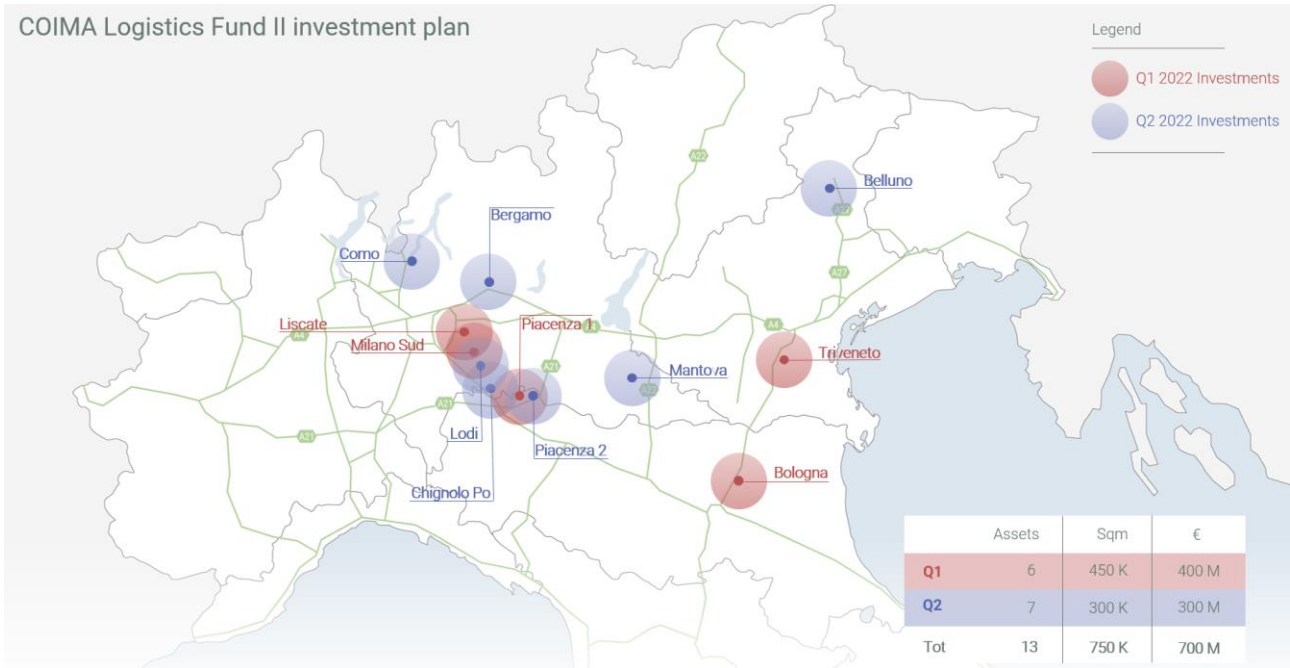 COIMA Logistics Fund II investment plan
Legend
Q1 2022 Investments
Q2 2022 Investments
A22
Belluno
A27
Bergamo
Como
A27
Liscate
Piacenza 1
A4
A4
A4
Milano Sud
Triveneto
A21
Mantova
A22
A21
A21
Lodi
Piacenza 2
Chignolo Po
Bologna
Assets Sqm €
Q1 6 450 K 400 M
Q2 7 300 K 300 M
Tot 13 750 K 700 M